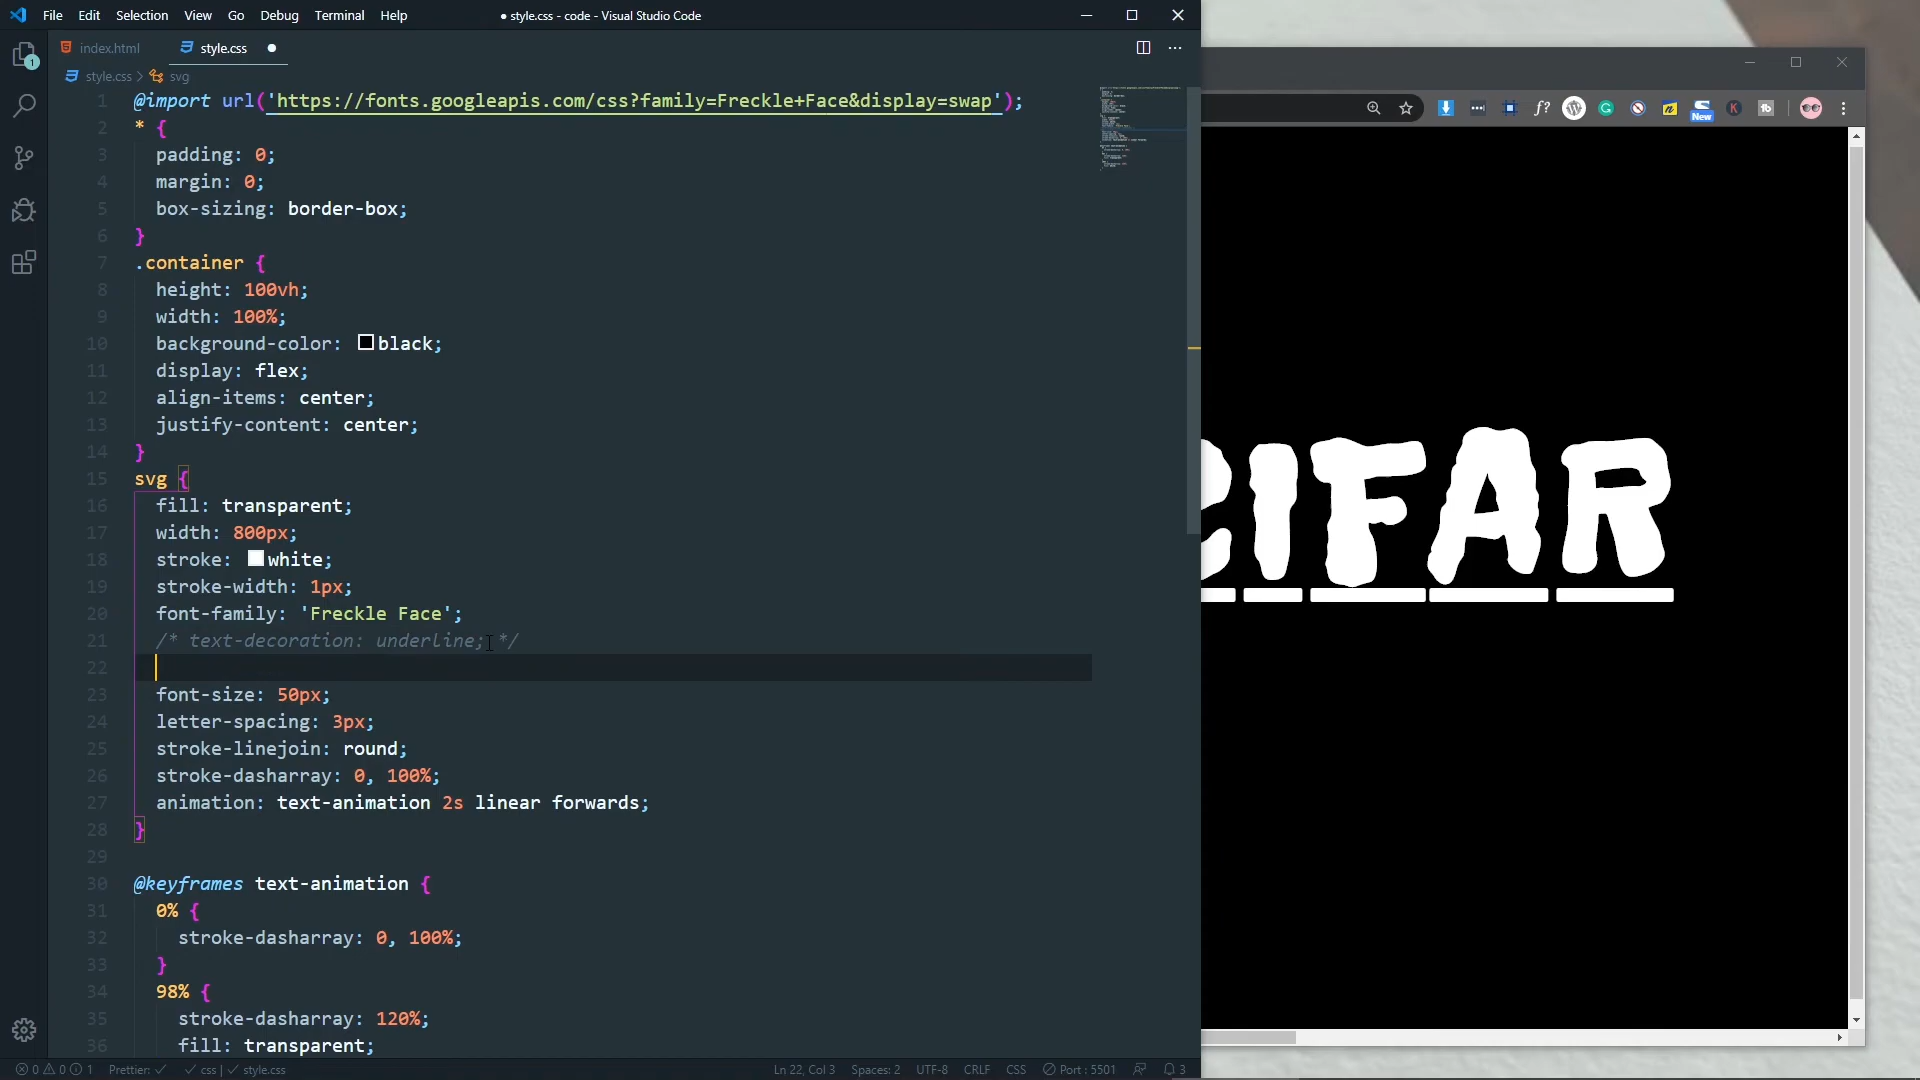 File Edit Selection View Go Debug Terminal Help
● style.css - code - Visual Studio Code
1
index.html
style.css ●
style.css > svg
1 @import url('https://fonts.googleapis.com/css?family=Freckle+Face&display=swap');
2 * {
3 padding: 0;
4 margin: 0;
5 box-sizing: border-box;
6 }
7 .container {
8 height: 100vh;
9 width: 100%;
10 background-color: black;
11 display: flex;
12 align-items: center;
13 justify-content: center;
14 }
15 svg {
16 fill: transparent;
17 width: 800px;
18 stroke: white;
19 stroke-width: 1px;
20 font-family: 'Freckle Face';
21 /* text-decoration: underline; */
22
23 font-size: 50px;
24 letter-spacing: 3px;
25 stroke-linejoin: round;
26 stroke-dasharray: 0, 100%;
27 animation: text-animation 2s linear forwards;
28 }
29
30 @keyframes text-animation {
31 0% {
32 stroke-dasharray: 0, 100%;
33 }
34 98% {
35 stroke-dasharray: 120%;
36 fill: transparent;
0 0 1 Prettier: ✓ ✓ css | ✓ style.css
Ln 22, Col 3 Spaces: 2 UTF-8 CRLF CSS Port : 5501 3
f? New K
IFAR